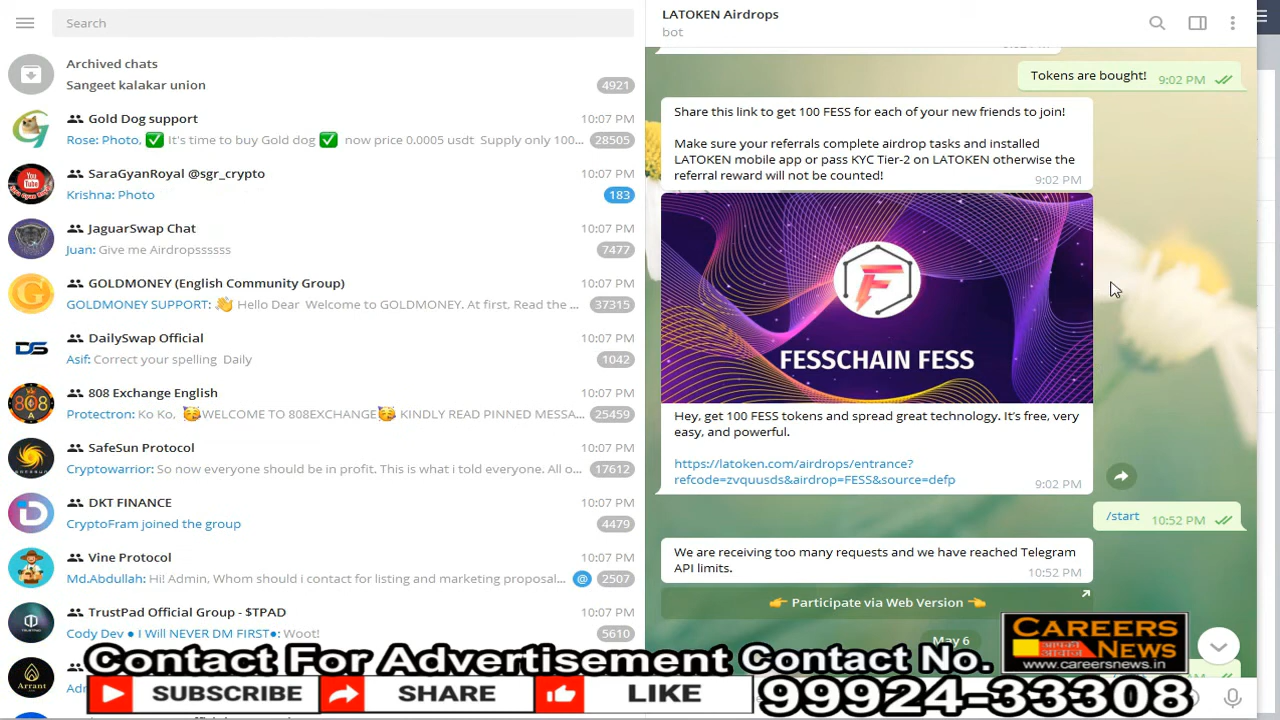 Search
Archived chats
Sangeet kalakar union
4921
Gold Dog support
10:07 PM
Rose: Photo, ✅ It's time to buy Gold dog ✅ now price 0.0005 usdt Supply only 100...
28505
SaraGyanRoyal @sgr_crypto
10:07 PM
Krishna: Photo
183
JaguarSwap Chat
10:07 PM
Juan: Give me Airdropsssss
7477
GOLDMONEY (English Community Group)
10:07 PM
GOLDMONEY SUPPORT: 👋 Hello Dear Welcome to GOLDMONEY. At first, Read the ...
37315
DailySwap Official
10:07 PM
Asif: Correct your spelling Daily
1042
808 Exchange English
10:07 PM
Protectron: Ko Ko, 🥳WELCOME TO 808EXCHANGE🥳 KINDLY READ PINNED MESSA...
25459
SafeSun Protocol
10:07 PM
Cryptowarrior: So now everyone should be in profit. This is what i told everyone. All o...
17612
DKT FINANCE
10:07 PM
CryptoFram joined the group
4479
Vine Protocol
10:07 PM
Md.Abdullah: Hi! Admin, Whom should i contact for listing and marketing proposal...
@ 2507
TrustPad Official Group - $TPAD
10:07 PM
Cody Dev ● I Will NEVER DM FIRST●: Woot!
5610
LATOKEN Airdrops
bot
Tokens are bought! 9:02 PM
Share this link to get 100 FESS for each of your new friends to join!
Make sure your referrals complete airdrop tasks and installed
LATOKEN mobile app or pass KYC Tier-2 on LATOKEN otherwise the
referral reward will not be counted!
9:02 PM
FESSCHAIN FESS
Hey, get 100 FESS tokens and spread great technology. It's free, very
easy, and powerful.
https://latoken.com/airdrops/entrance?
refcode=zvquusds&airdrop=FESS&source=defp
9:02 PM
/start 10:52 PM
We are receiving too many requests and we have reached Telegram
API limits.
10:52 PM
👉 Participate via Web Version 👈
May 6
CAREERS
NEWS
www.careersnews.in
Contact For Advertisement Contact No.
SUBSCRIBE SHARE LIKE
99924-33308